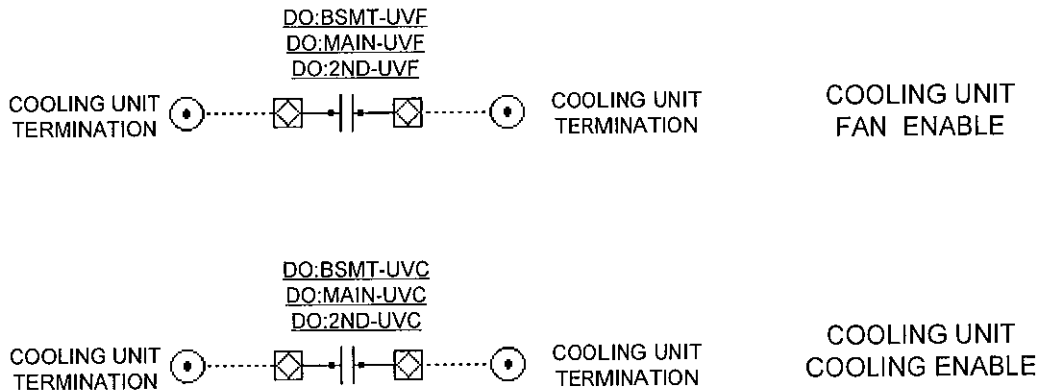 DO:BSMT-UVF
DO:MAIN-UVF
DO:2ND-UVF
COOLING UNIT
TERMINATION
COOLING UNIT
TERMINATION
COOLING UNIT
FAN ENABLE
DO:BSMT-UVC
DO:MAIN-UVC
DO:2ND-UVC
COOLING UNIT
TERMINATION
COOLING UNIT
TERMINATION
COOLING UNIT
COOLING ENABLE